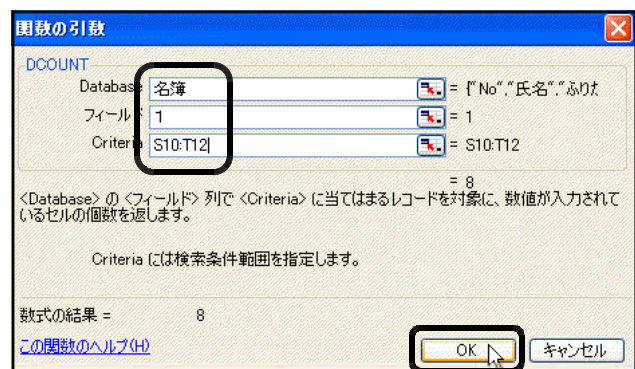 関数の引数
DCOUNT
Database 名簿 = {"No","氏名","ふりか
フィールド 1 = 1
Criteria S10:T12 = S10:T12
= 8
<Database> の <フィールド> 列で <Criteria> に当てはまるレコードを対象に、数値が入力されて
いるセルの個数を返します。
Criteria には検索条件範囲を指定します。
数式の結果 = 8
この関数のヘルプ(H)
OK キャンセル